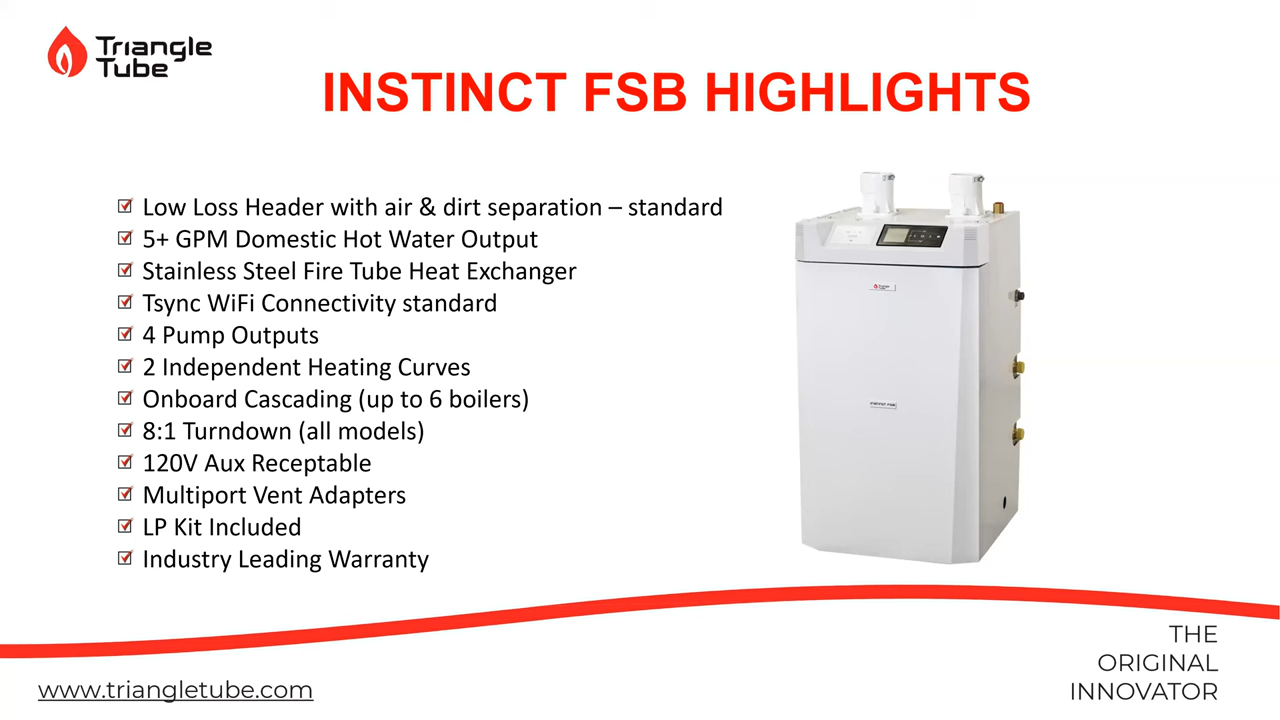 Triangle
Tube
INSTINCT FSB HIGHLIGHTS
Low Loss Header with air & dirt separation – standard
5+ GPM Domestic Hot Water Output
Stainless Steel Fire Tube Heat Exchanger
Tsync WiFi Connectivity standard
4 Pump Outputs
2 Independent Heating Curves
Onboard Cascading (up to 6 boilers)
8:1 Turndown (all models)
120V Aux Receptable
Multiport Vent Adapters
LP Kit Included
Industry Leading Warranty
Triangle
Tube
INSTINCT FSB
THE
ORIGINAL
INNOVATOR
www.triangletube.com